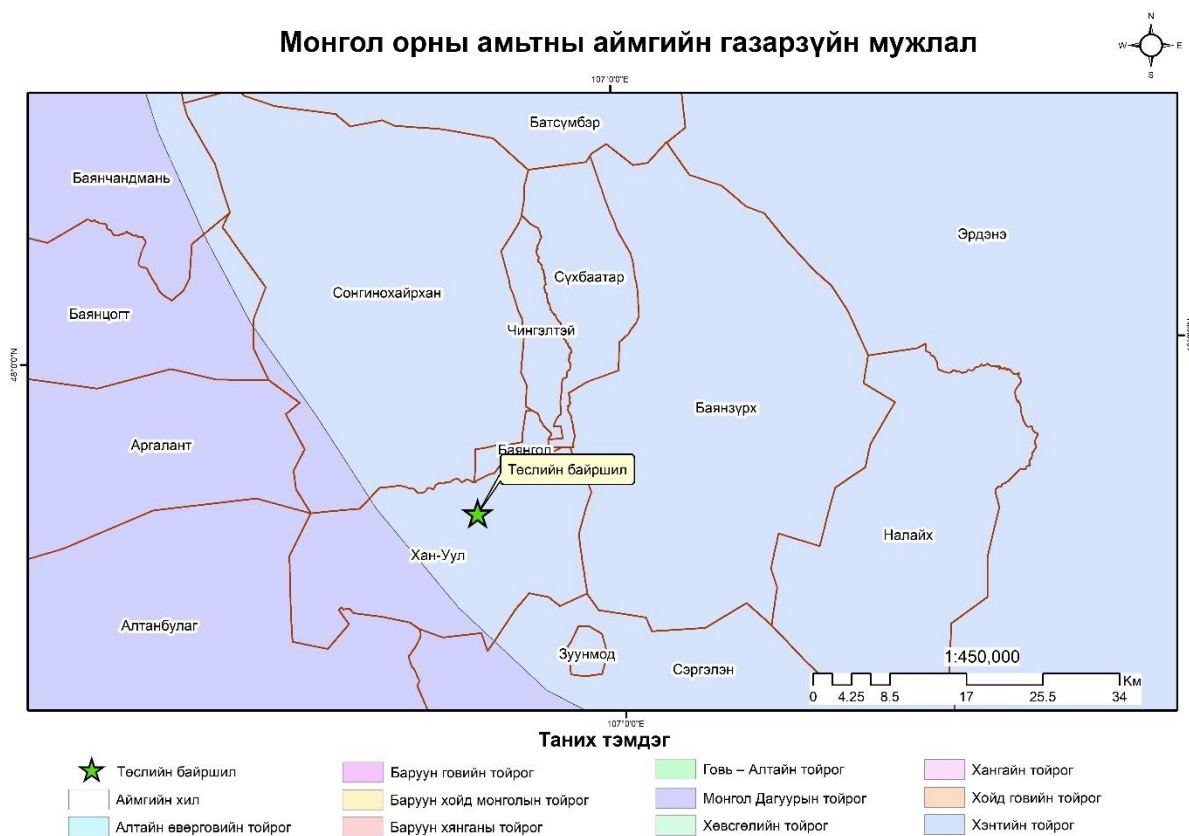 Монгол орны амьтны аймгийн газарзүйн мужлал
N
W E
S
107°0'0"E
Батсүмбэр
Баянчандмань
Эрдэнэ
Сүхбаатар
Сонгинохайрхан
Баянцогт
Чингэлтэй
48°0'0"N
Баянзүрх
Аргалант
Баянгол
Төслийн байршил
Налайх
Хан-Уул
Алтанбулаг
Зуунмод
Сэргэлэн
1:450,000
Км
0 4.25 8.5 17 25.5 34
107°0'0"E
Таних тэмдэг
Төслийн байршил
Аймгийн хил
Алтайн өвөрговийн тойрог
Баруун говийн тойрог
Баруун хойд монголын тойрог
Баруун хянганы тойрог
Говь – Алтайн тойрог
Монгол Дагуурын тойрог
Хөвсгөлийн тойрог
Хангайн тойрог
Хойд говийн тойрог
Хэнтийн тойрог